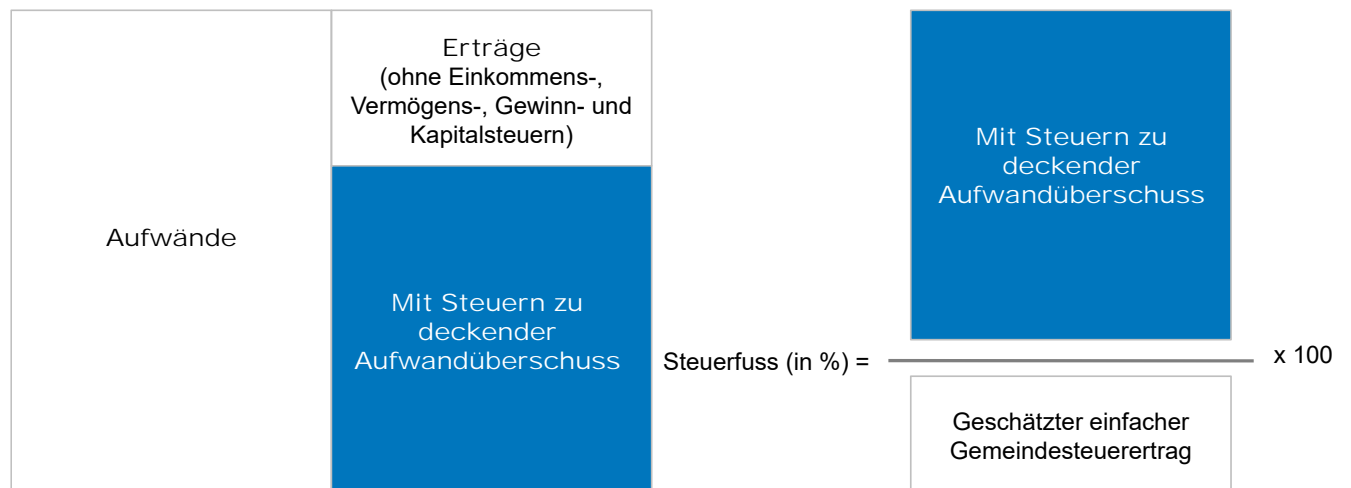 Aufwände
Erträge
(ohne Einkommens-,
Vermögens-, Gewinn- und
Kapitalsteuern)
Mit Steuern zu
deckender
Aufwandüberschuss
Steuerfuss (in %) =
Mit Steuern zu
deckender
Aufwandüberschuss
Geschätzter einfacher
Gemeindesteuerertrag
x 100